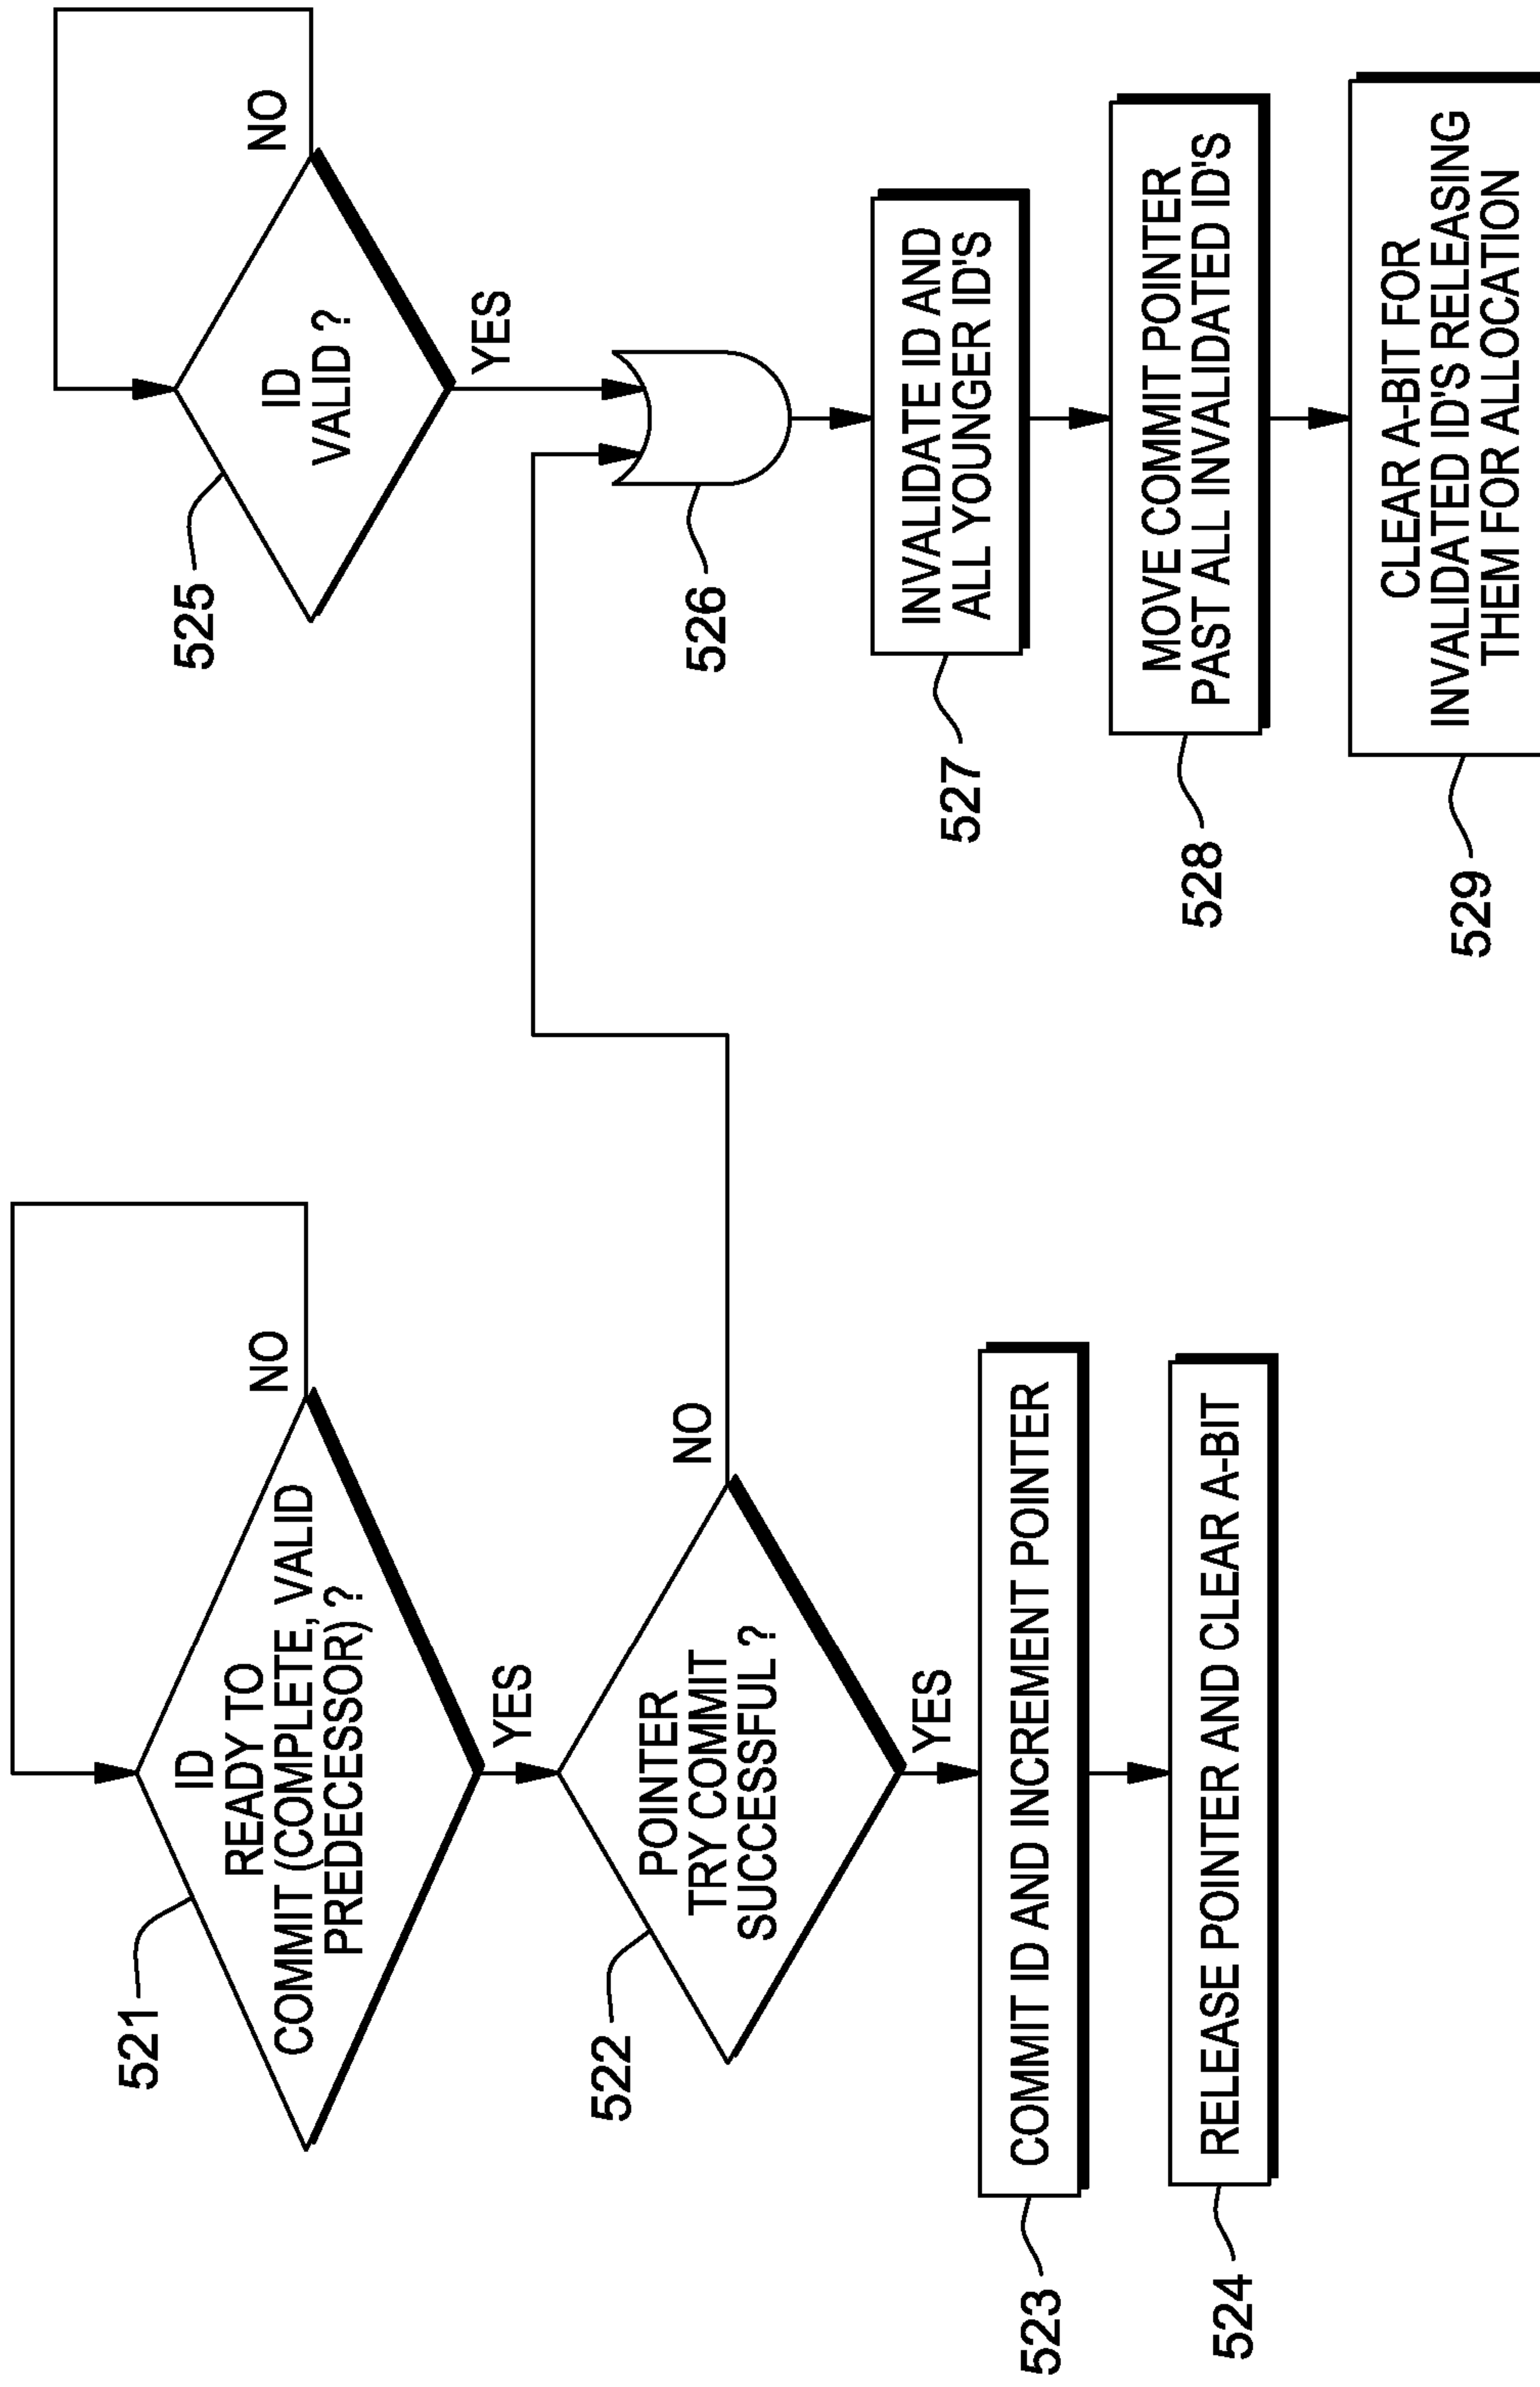 521
ID
READY TO
COMMIT (COMPLETE, VALID
PREDECESSOR) ?
NO
YES
522
POINTER
TRY COMMIT
SUCCESSFUL ?
NO
YES
523
COMMIT ID AND INCREMENT POINTER
524
RELEASE POINTER AND CLEAR A-BIT
525
ID
VALID ?
NO
YES
526
527
INVALIDATE ID AND
ALL YOUNGER ID'S
528
MOVE COMMIT POINTER
PAST ALL INVALIDATED ID'S
529
CLEAR A-BIT FOR
INVALIDATED ID'S RELEASING
THEM FOR ALLOCATION